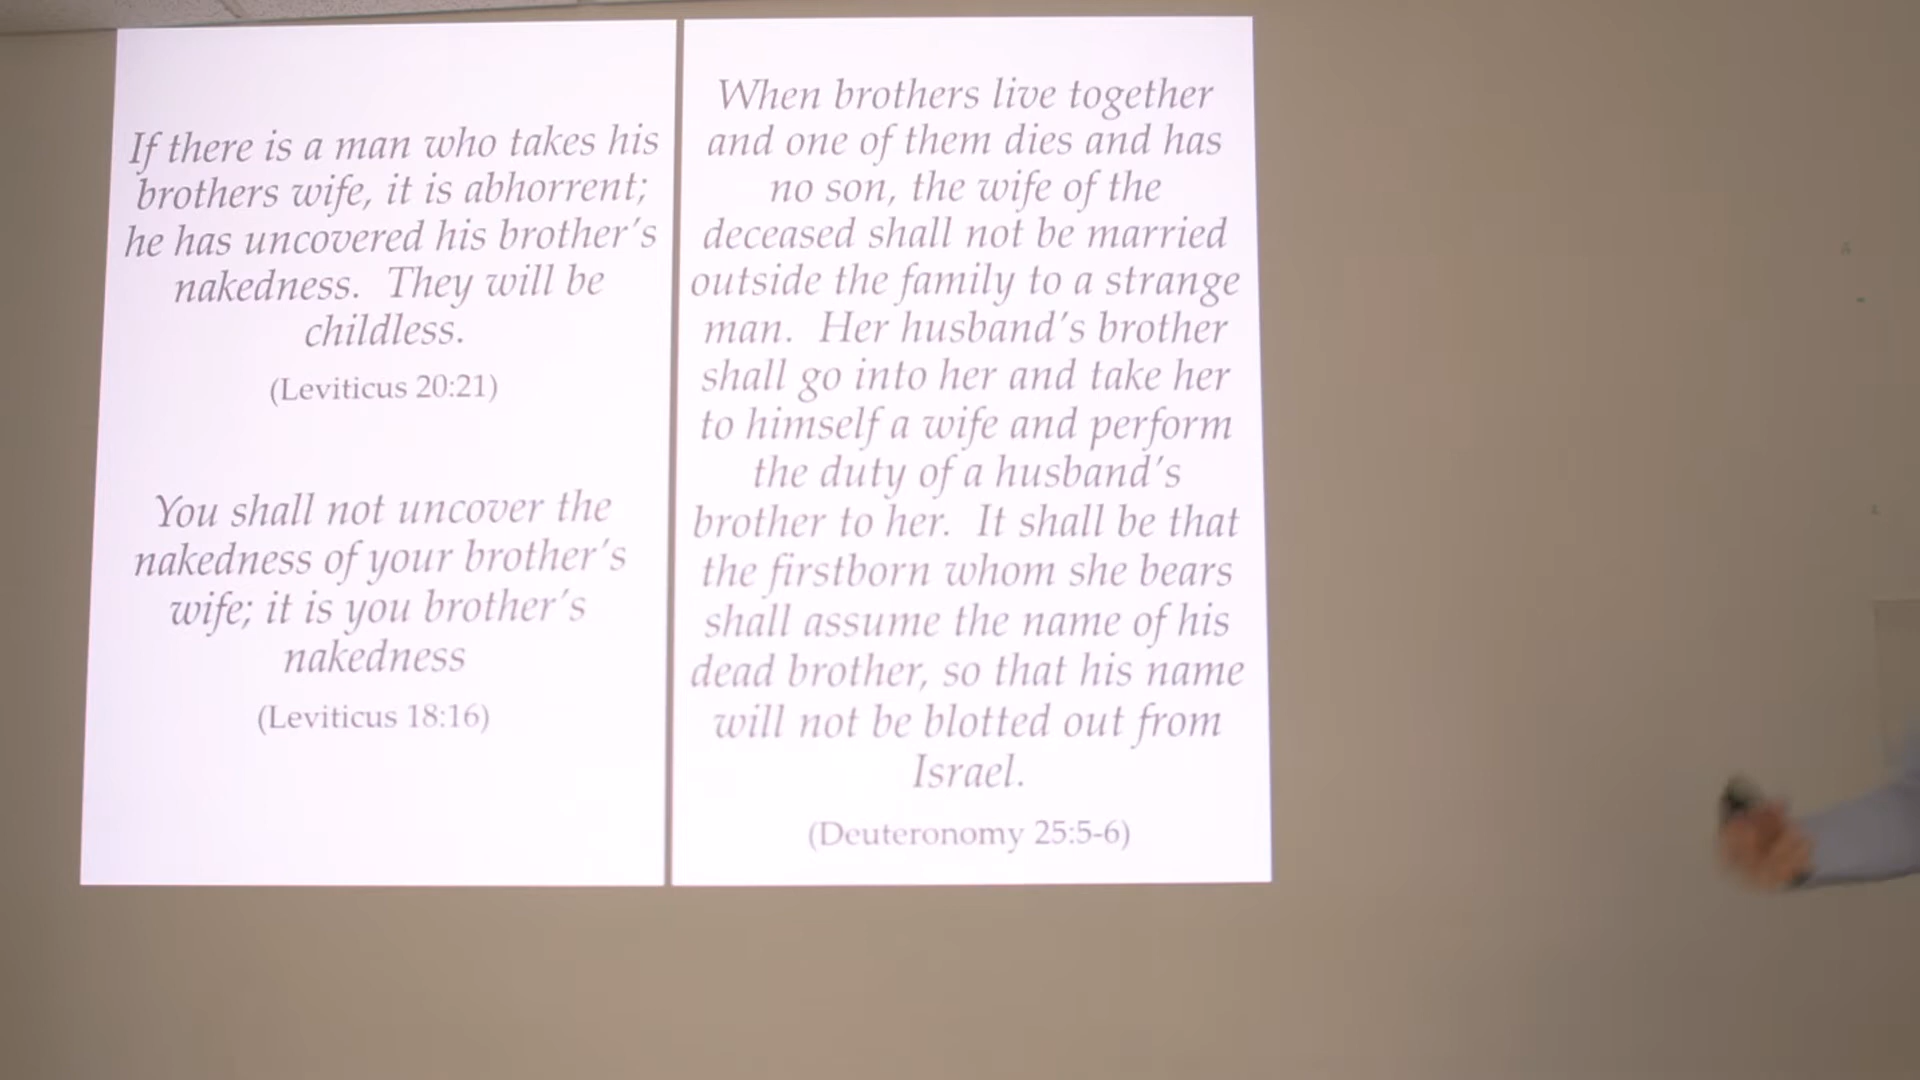 If there is a man who takes his
brothers wife, it is abhorrent;
he has uncovered his brother's
nakedness.  They will be
childless.
(Leviticus 20:21)
You shall not uncover the
nakedness of your brother's
wife; it is you brother's
nakedness
(Leviticus 18:16)
When brothers live together
and one of them dies and has
no son, the wife of the
deceased shall not be married
outside the family to a strange
man.  Her husband's brother
shall go into her and take her
to himself a wife and perform
the duty of a husband's
brother to her.  It shall be that
the firstborn whom she bears
shall assume the name of his
dead brother, so that his name
will not be blotted out from
Israel.
(Deuteronomy 25:5-6)